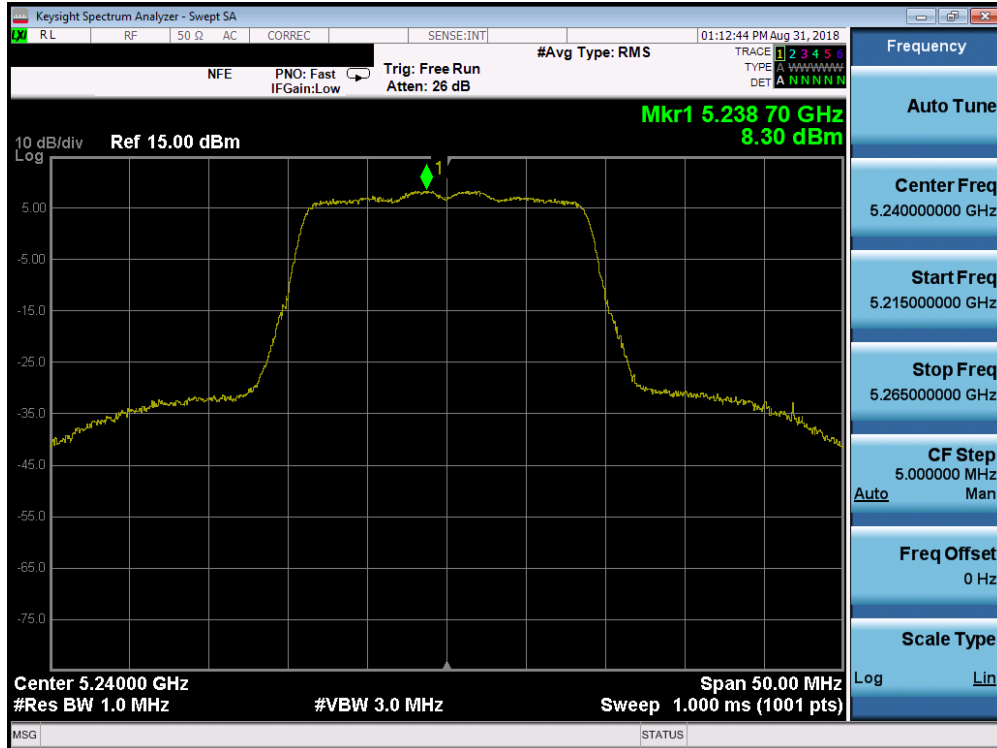 Keysight Spectrum Analyzer - Swept SA
LXI RL RF 50 Ω AC CORREC SENSE:INT 01:12:44 PM Aug 31, 2018
#Avg Type: RMS TRACE 1 2 3 4 5 6
NFE PNO: Fast Trig: Free Run TYPE A WWWWW
IFGain:Low Atten: 26 dB DET A N N N N N
Mkr1 5.238 70 GHz
10 dB/div Ref 15.00 dBm 8.30 dBm
Log
1
5.00
-5.00
-15.0
-25.0
-35.0
-45.0
-55.0
-65.0
-75.0
Center 5.24000 GHz Span 50.00 MHz
#Res BW 1.0 MHz #VBW 3.0 MHz Sweep 1.000 ms (1001 pts)
MSG STATUS
Frequency
Auto Tune
Center Freq
5.240000000 GHz
Start Freq
5.215000000 GHz
Stop Freq
5.265000000 GHz
CF Step
5.000000 MHz
Auto Man
Freq Offset
0 Hz
Scale Type
Log Lin